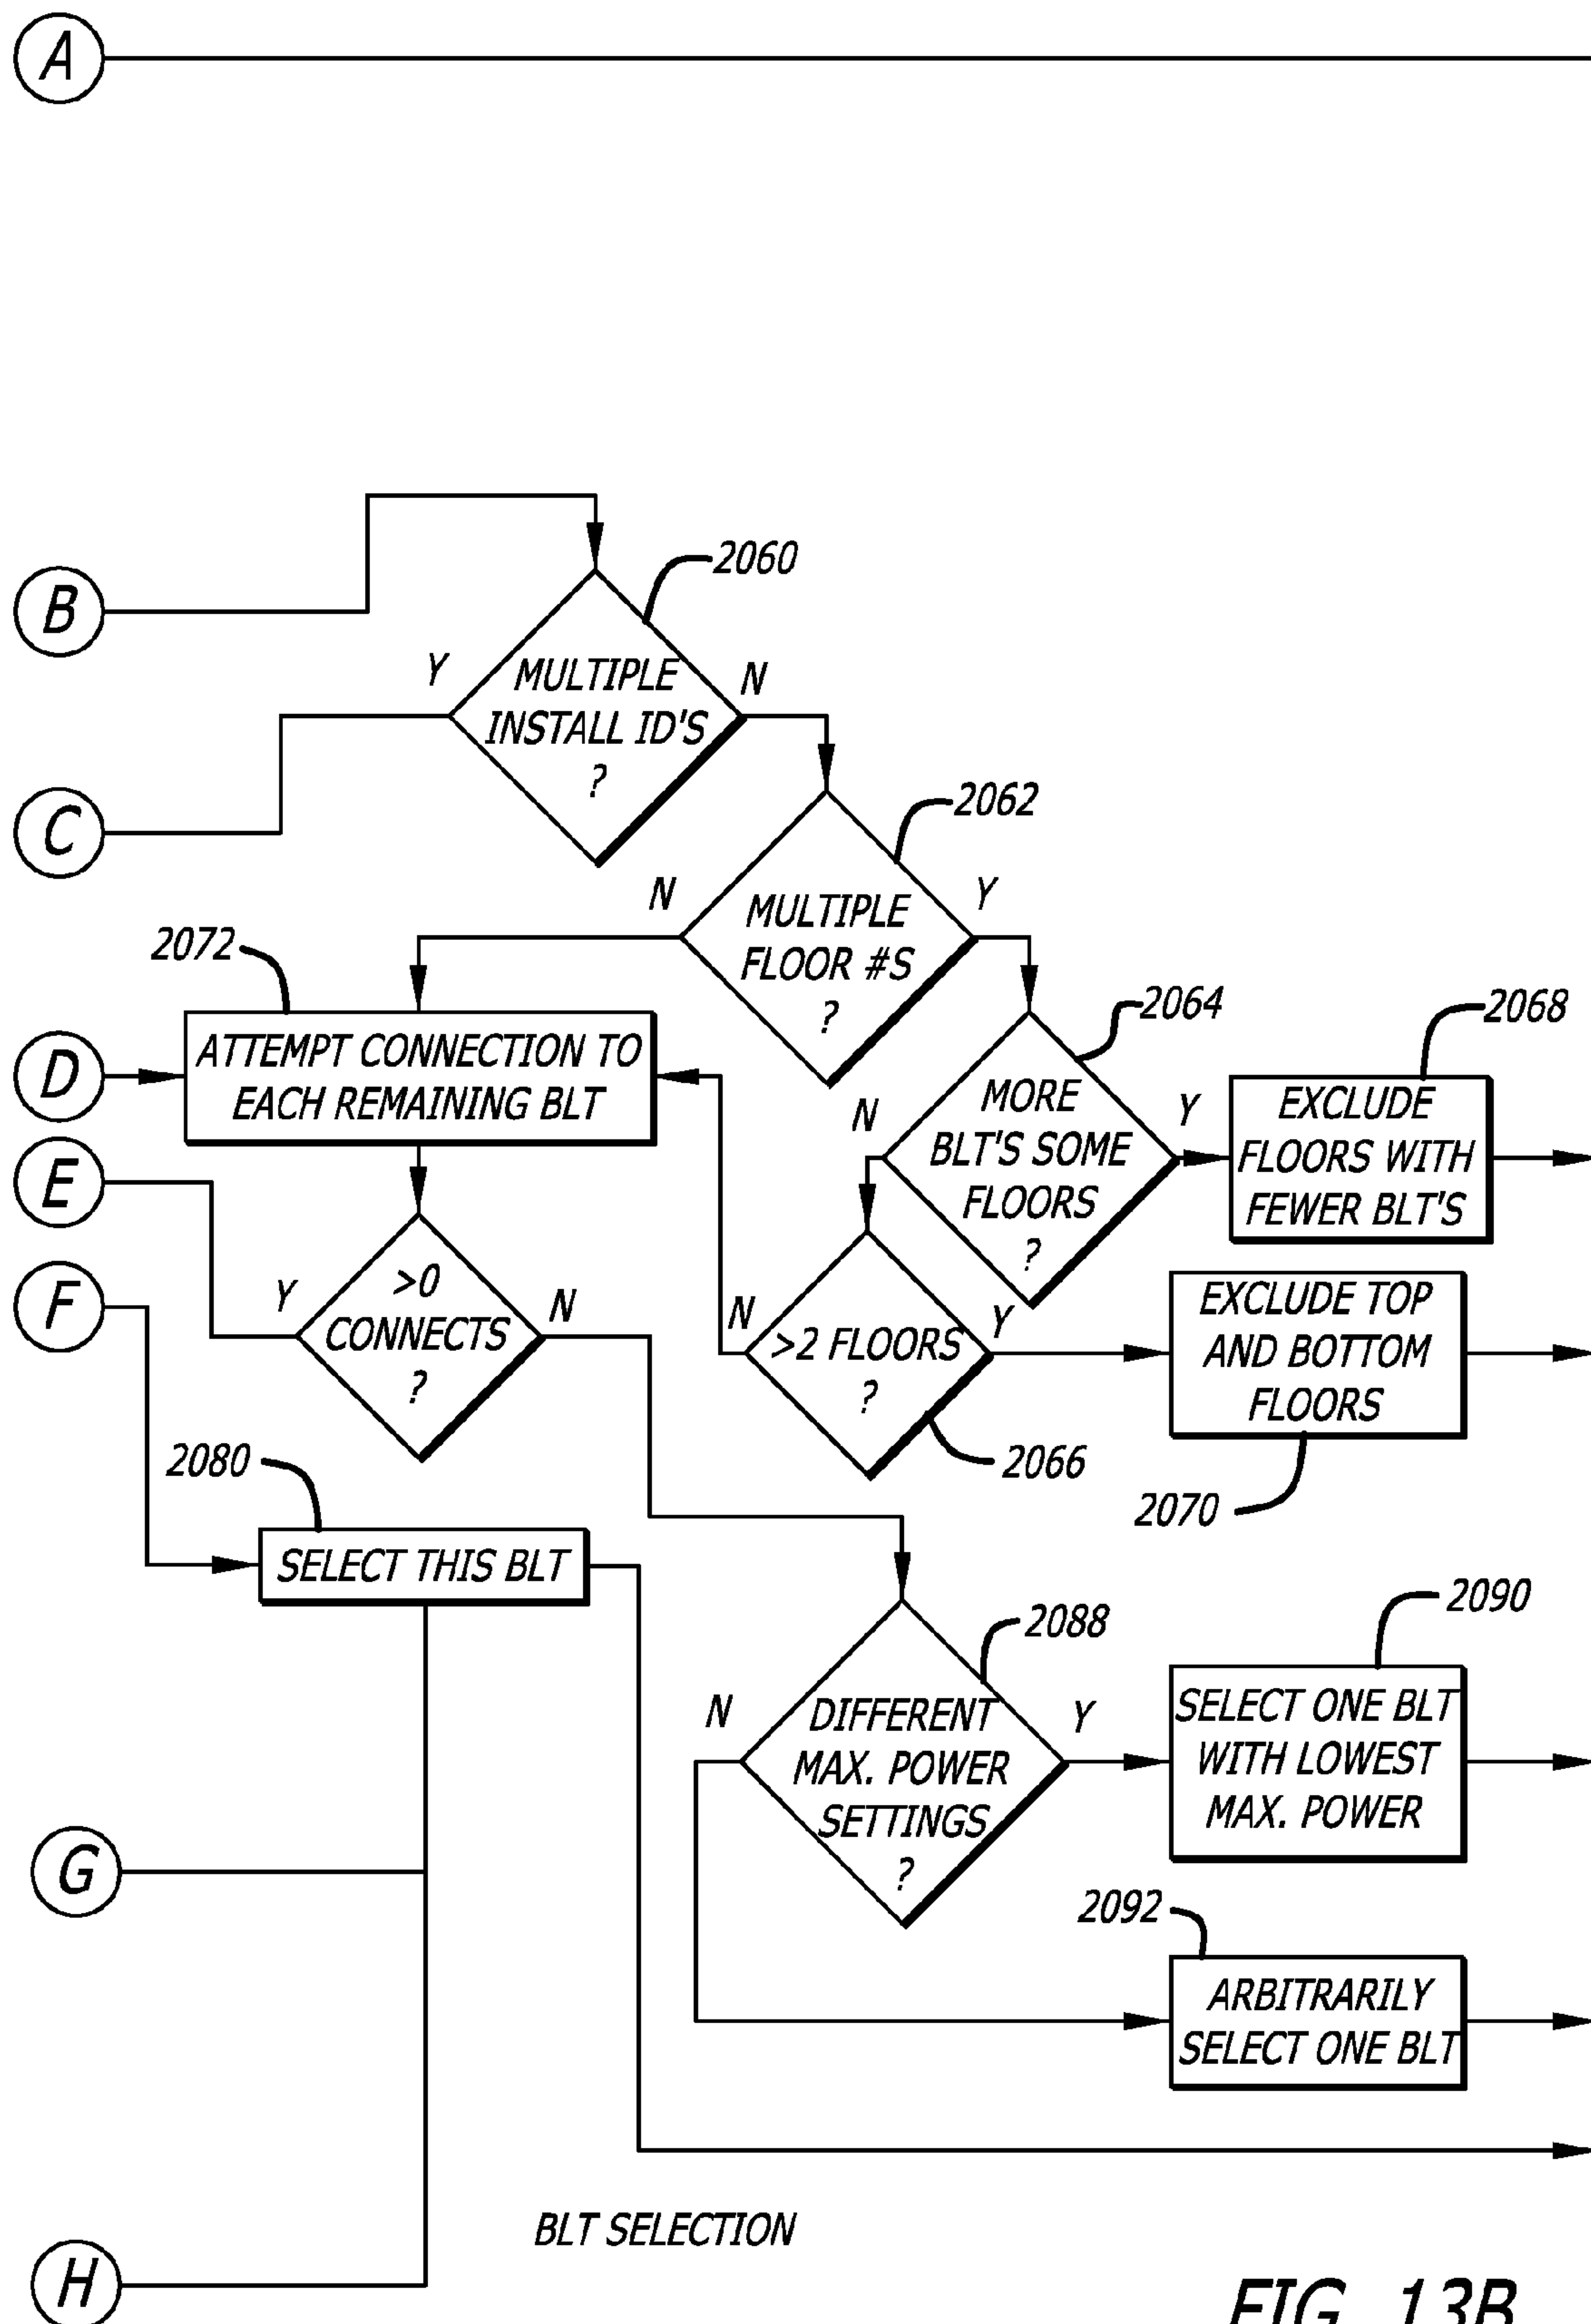 A
B
2060
Y
MULTIPLE
INSTALL ID'S
?
N
C
2062
N
MULTIPLE
FLOOR #S
?
Y
2072
ATTEMPT CONNECTION TO
EACH REMAINING BLT
D
2064
N
MORE
BLT'S SOME
FLOORS
?
Y
2068
EXCLUDE
FLOORS WITH
FEWER BLT'S
E
F
Y
>0
CONNECTS
?
N
N
>2 FLOORS
?
Y
2066
EXCLUDE TOP
AND BOTTOM
FLOORS
2070
2080
SELECT THIS BLT
2088
N
DIFFERENT
MAX. POWER
SETTINGS
?
Y
2090
SELECT ONE BLT
WITH LOWEST
MAX. POWER
G
2092
ARBITRARILY
SELECT ONE BLT
BLT SELECTION
H
FIG. 13B